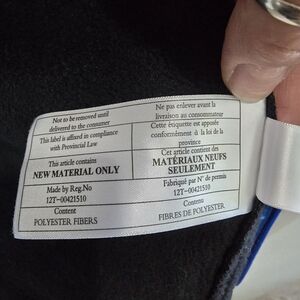 Not to be removed until
delivered to the consumer
This label is affixed in compliance
with Provincial Law
This article contains
NEW MATERIAL ONLY
Made by Reg.No
12T-00421510
Content
POLYESTER FIBERS
Ne pas enlever avant la
livraison au consommateur
Cette étiquette est apposée
conformément à la loi de la
province
Cet article contient des
MATÉRIAUX NEUFS
SEULEMENT
Fabriqué par N° de permis
12T-00421510
Contenu
FIBRES DE POLYESTER